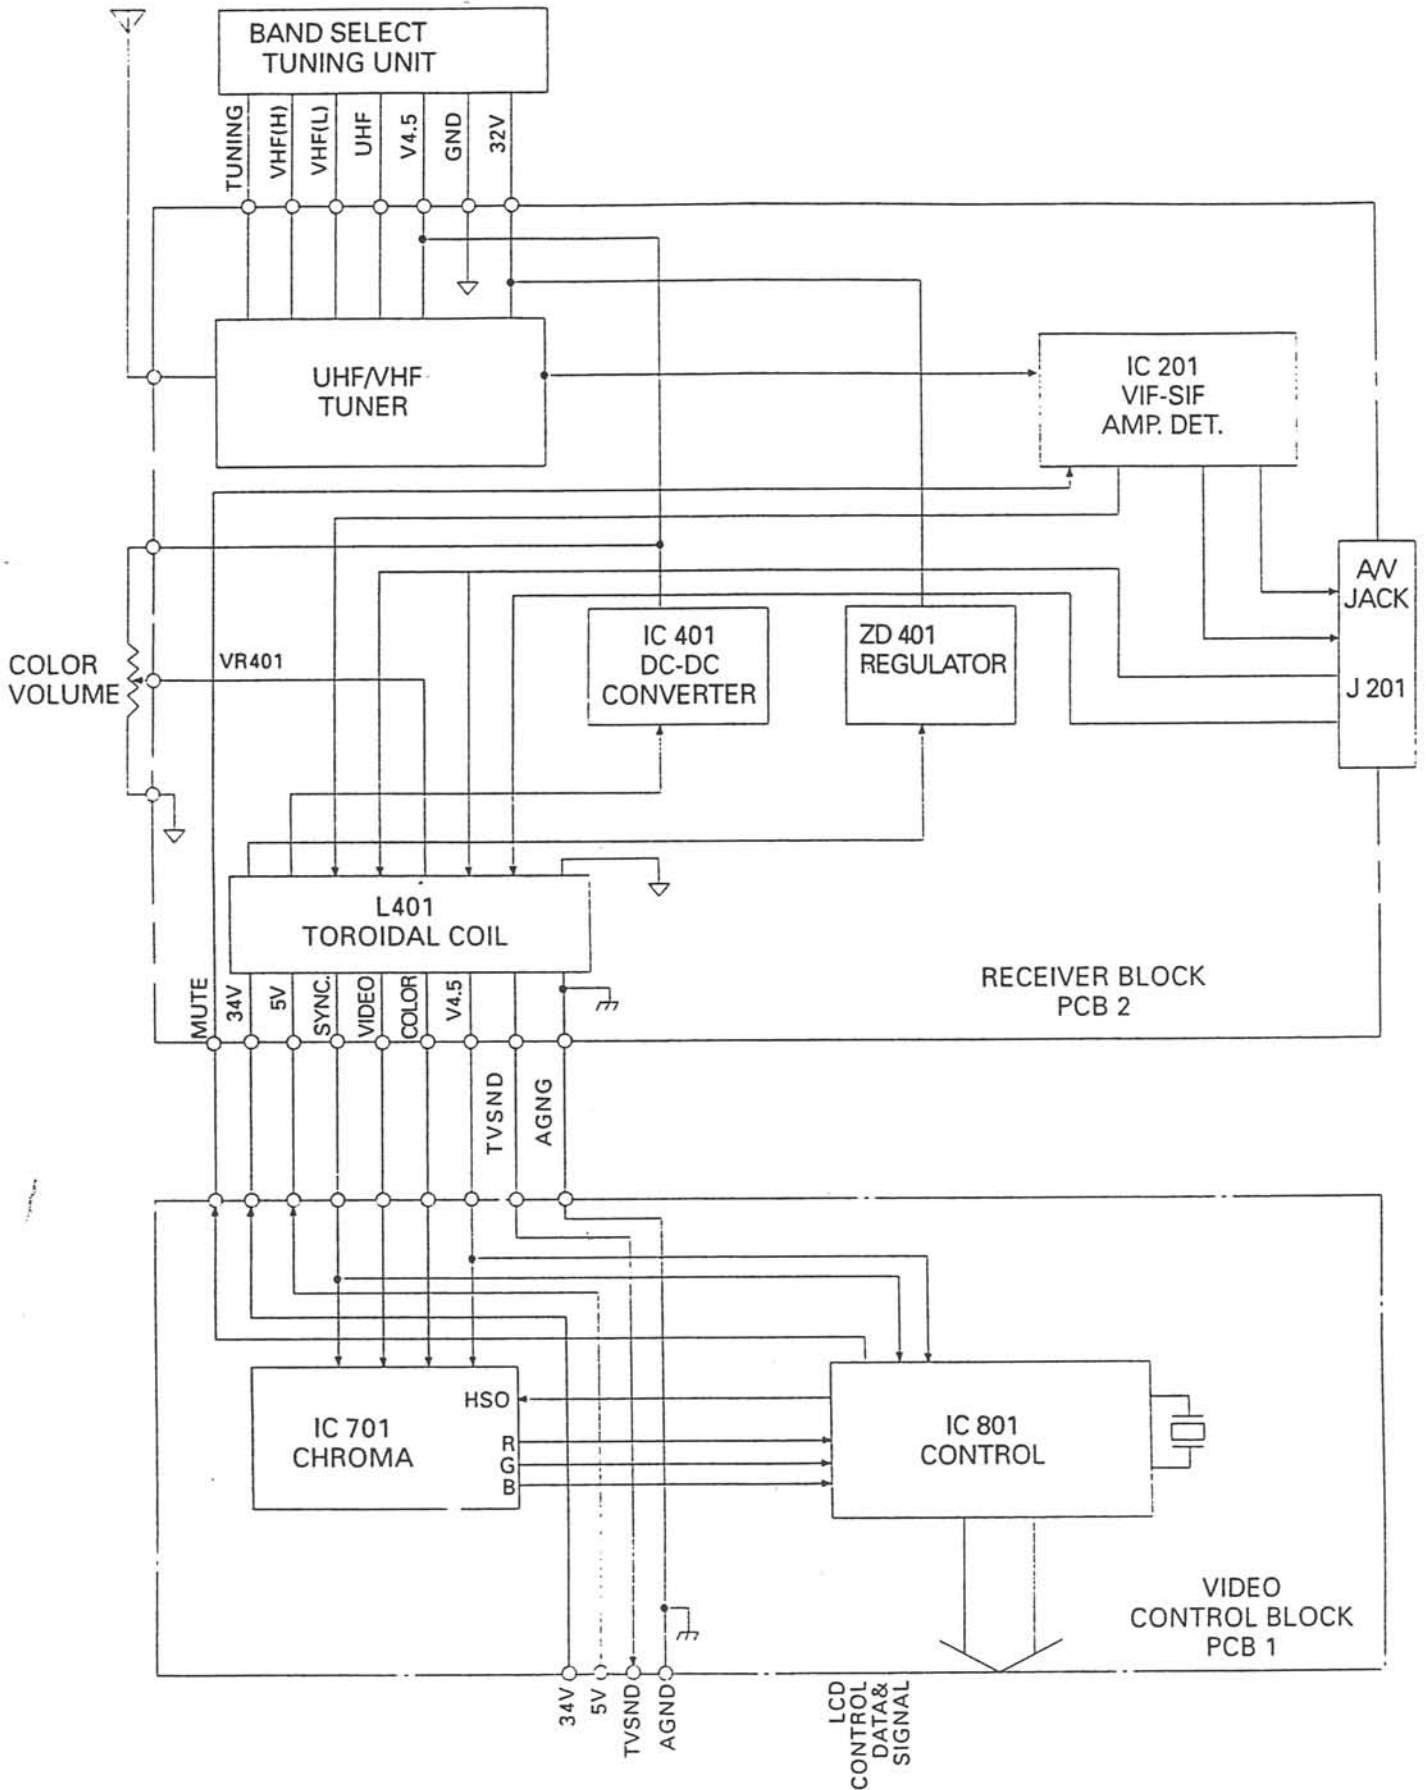 BAND SELECT
TUNING UNIT
TUNING
VHF(H)
VHF(L)
UHF
V4.5
GND
32V
UHF/VHF
TUNER
IC 201
VIF-SIF
AMP. DET.
A/V
JACK
J 201
COLOR
VOLUME
VR401
IC 401
DC-DC
CONVERTER
ZD 401
REGULATOR
L401
TOROIDAL COIL
MUTE
34V
5V
SYNC.
VIDEO
COLOR
V4.5
RECEIVER BLOCK
PCB 2
TVSND
AGNG
HSO
R
G
B
IC 701
CHROMA
IC 801
CONTROL
VIDEO
CONTROL BLOCK
PCB 1
34V
5V
TVSND
AGND
LCD
CONTROL
DATA&
SIGNAL